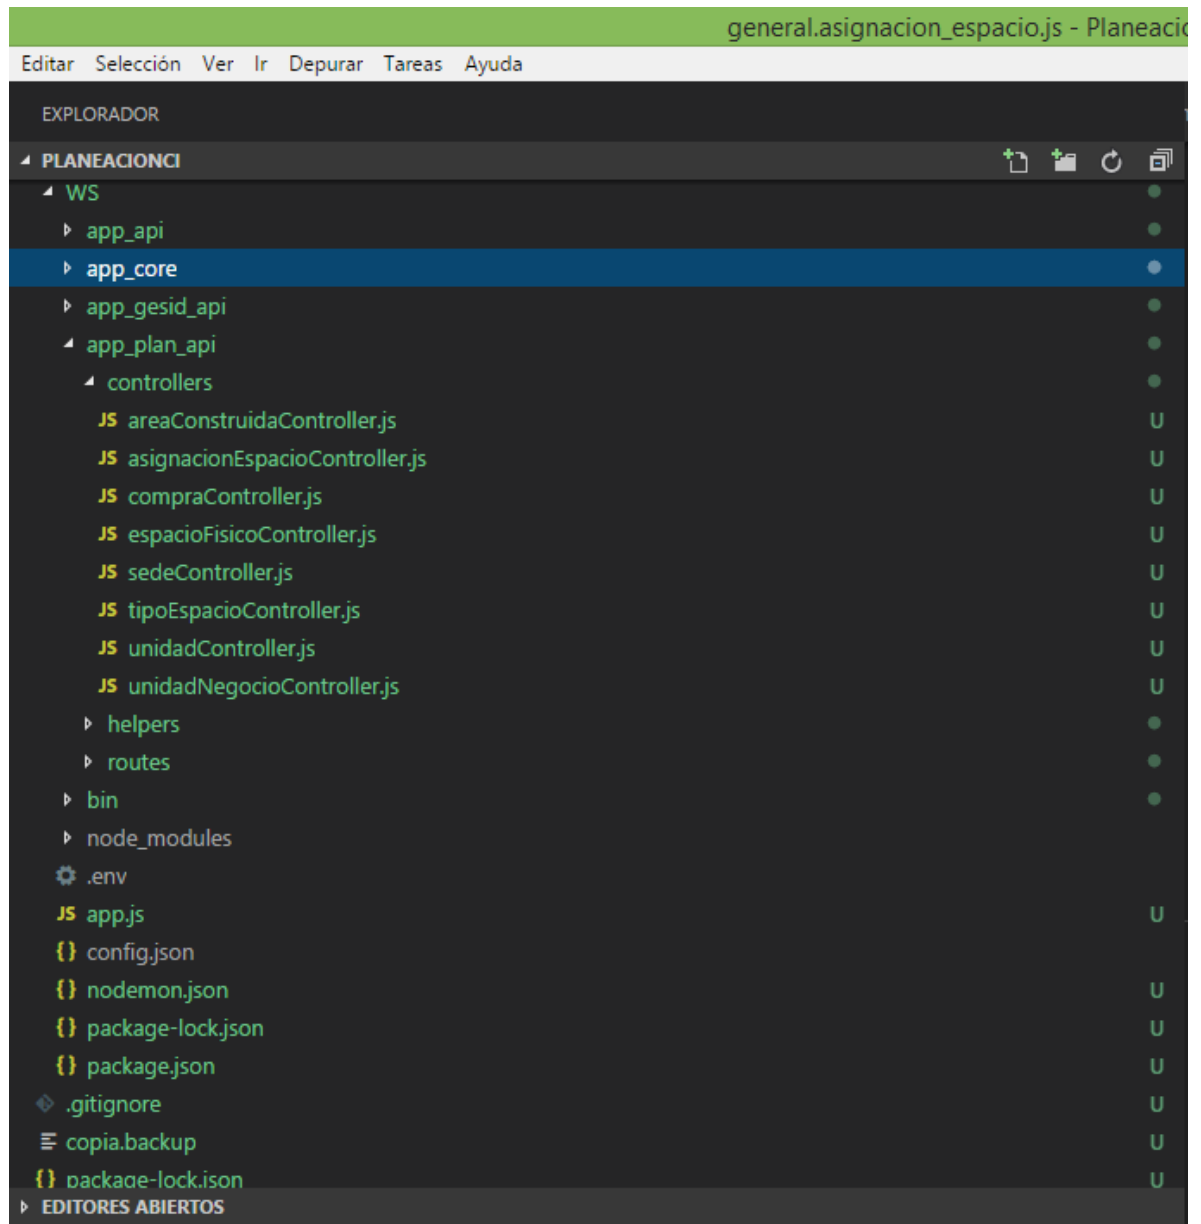 general.asignacion_espacio.js - Planeacio
Editar Selección Ver Ir Depurar Tareas Ayuda
EXPLORADOR
PLANEACIONCI
WS
app_api
app_core
app_gesid_api
app_plan_api
controllers
JS areaConstruidaController.js U
JS asignacionEspacioController.js U
JS compraController.js U
JS espacioFisicoController.js U
JS sedeController.js U
JS tipoEspacioController.js U
JS unidadController.js U
JS unidadNegocioController.js U
helpers
routes
bin
node_modules
.env
JS app.js U
{} config.json
{} nodemon.json U
{} package-lock.json U
{} package.json U
.gitignore U
copia.backup U
{} package-lock.json U
EDITORES ABIERTOS